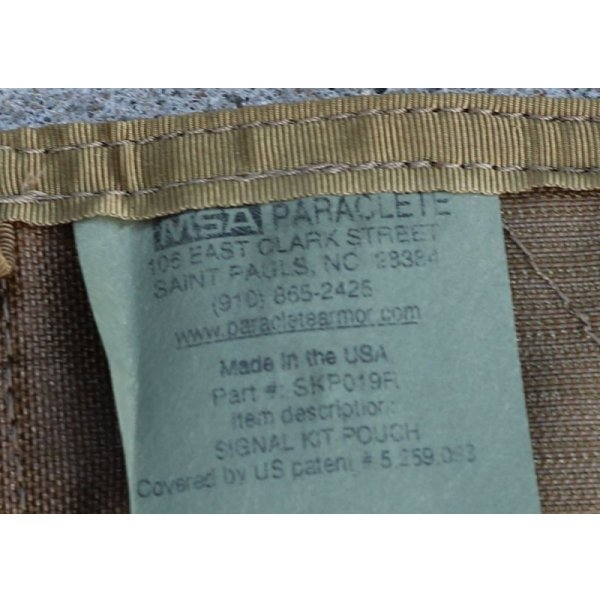 MSA PARACLETE
106 EAST CLARK STREET
SAINT PAULS, NC 28384
(910) 865-2425
www.paracletearmor.com
Made in the USA
Part #: SKP019R
Item description:
SIGNAL KIT POUCH
Covered by US patent # 5,259,093